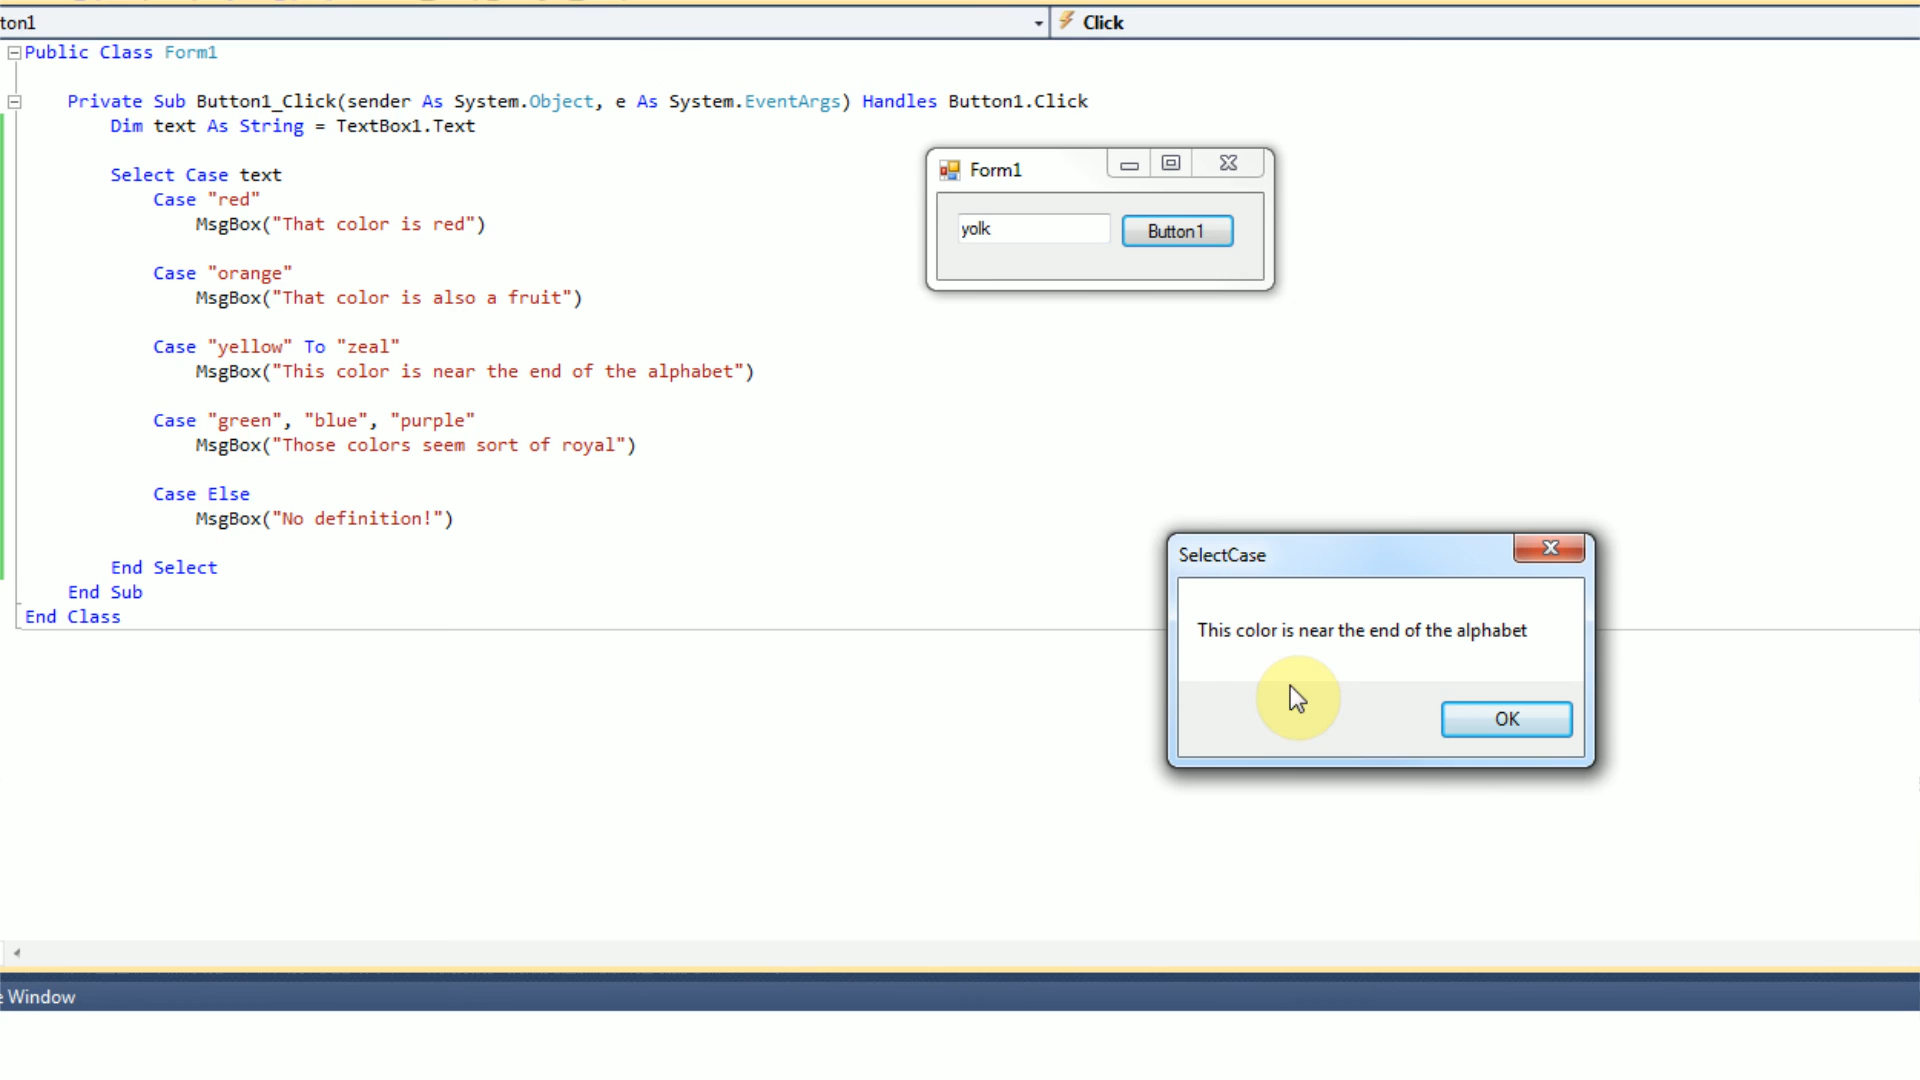 ton1
Click
Public Class Form1
Private Sub Button1_Click(sender As System.Object, e As System.EventArgs) Handles Button1.Click
Dim text As String = TextBox1.Text
Select Case text
Case "red"
MsgBox("That color is red")
Case "orange"
MsgBox("That color is also a fruit")
Case "yellow" To "zeal"
MsgBox("This color is near the end of the alphabet")
Case "green", "blue", "purple"
MsgBox("Those colors seem sort of royal")
Case Else
MsgBox("No definition!")
End Select
End Sub
End Class
Form1
yolk
Button1
SelectCase
This color is near the end of the alphabet
OK
e Window